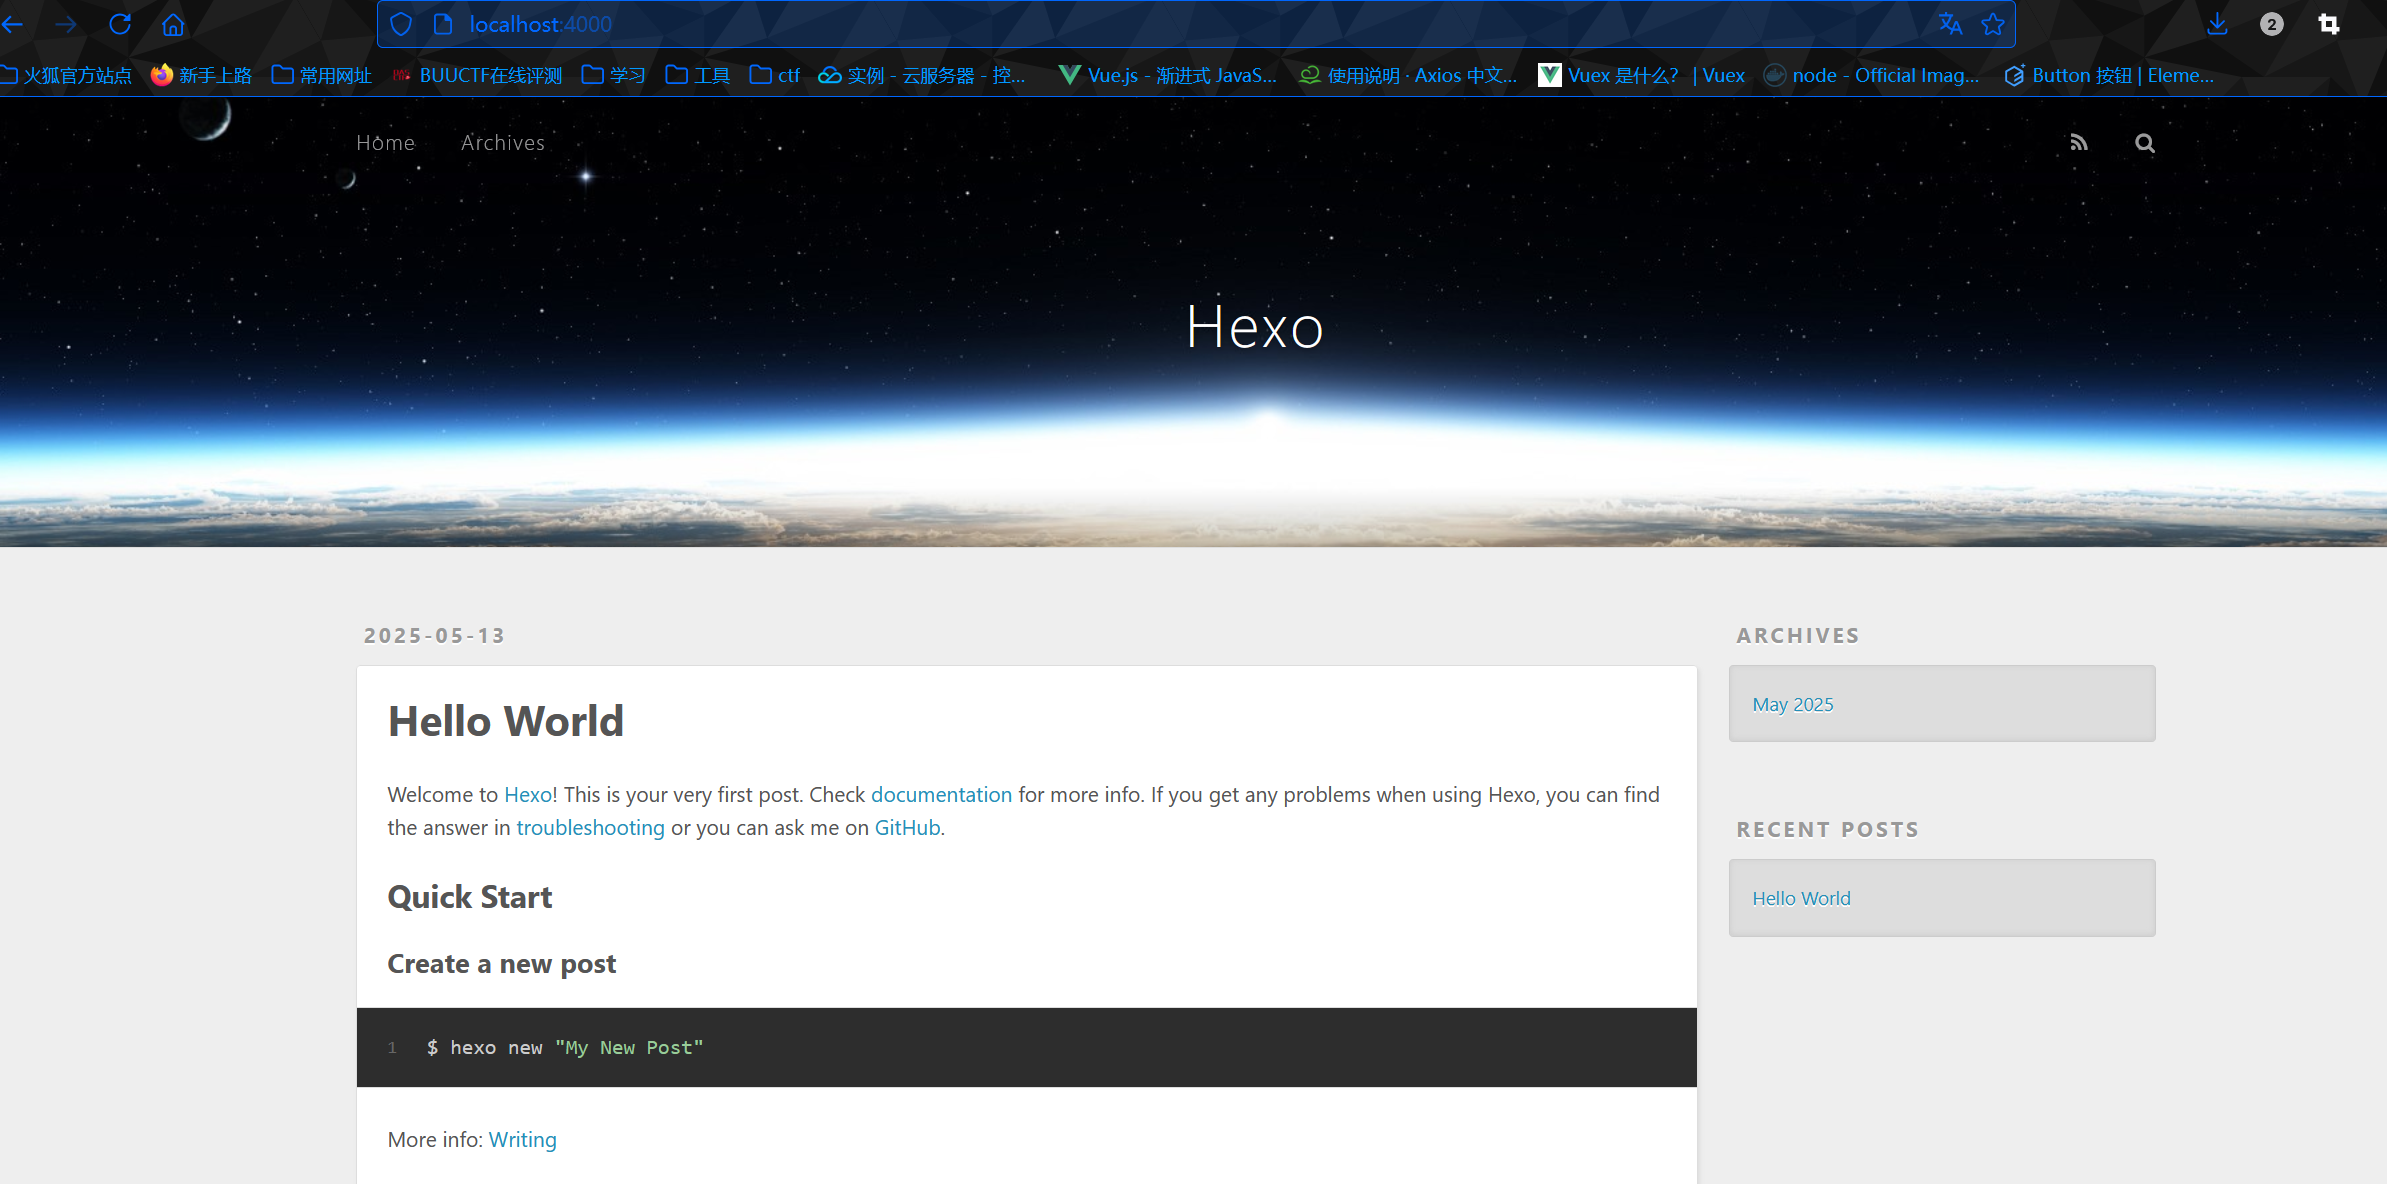 localhost:4000
2
火狐官方站点 新手上路 常用网址 BUUCTF在线评测 学习 工具 ctf 实例 - 云服务器 - 控... Vue.js - 渐进式 JavaS... 使用说明 · Axios 中文... Vuex 是什么？ | Vuex node - Official Imag... Button 按钮 | Eleme...
Home Archives
Hexo
2025-05-13
Hello World
Welcome to Hexo! This is your very first post. Check documentation for more info. If you get any problems when using Hexo, you can find
the answer in troubleshooting or you can ask me on GitHub.
Quick Start
Create a new post
1 $ hexo new "My New Post"
More info: Writing
ARCHIVES
May 2025
RECENT POSTS
Hello World